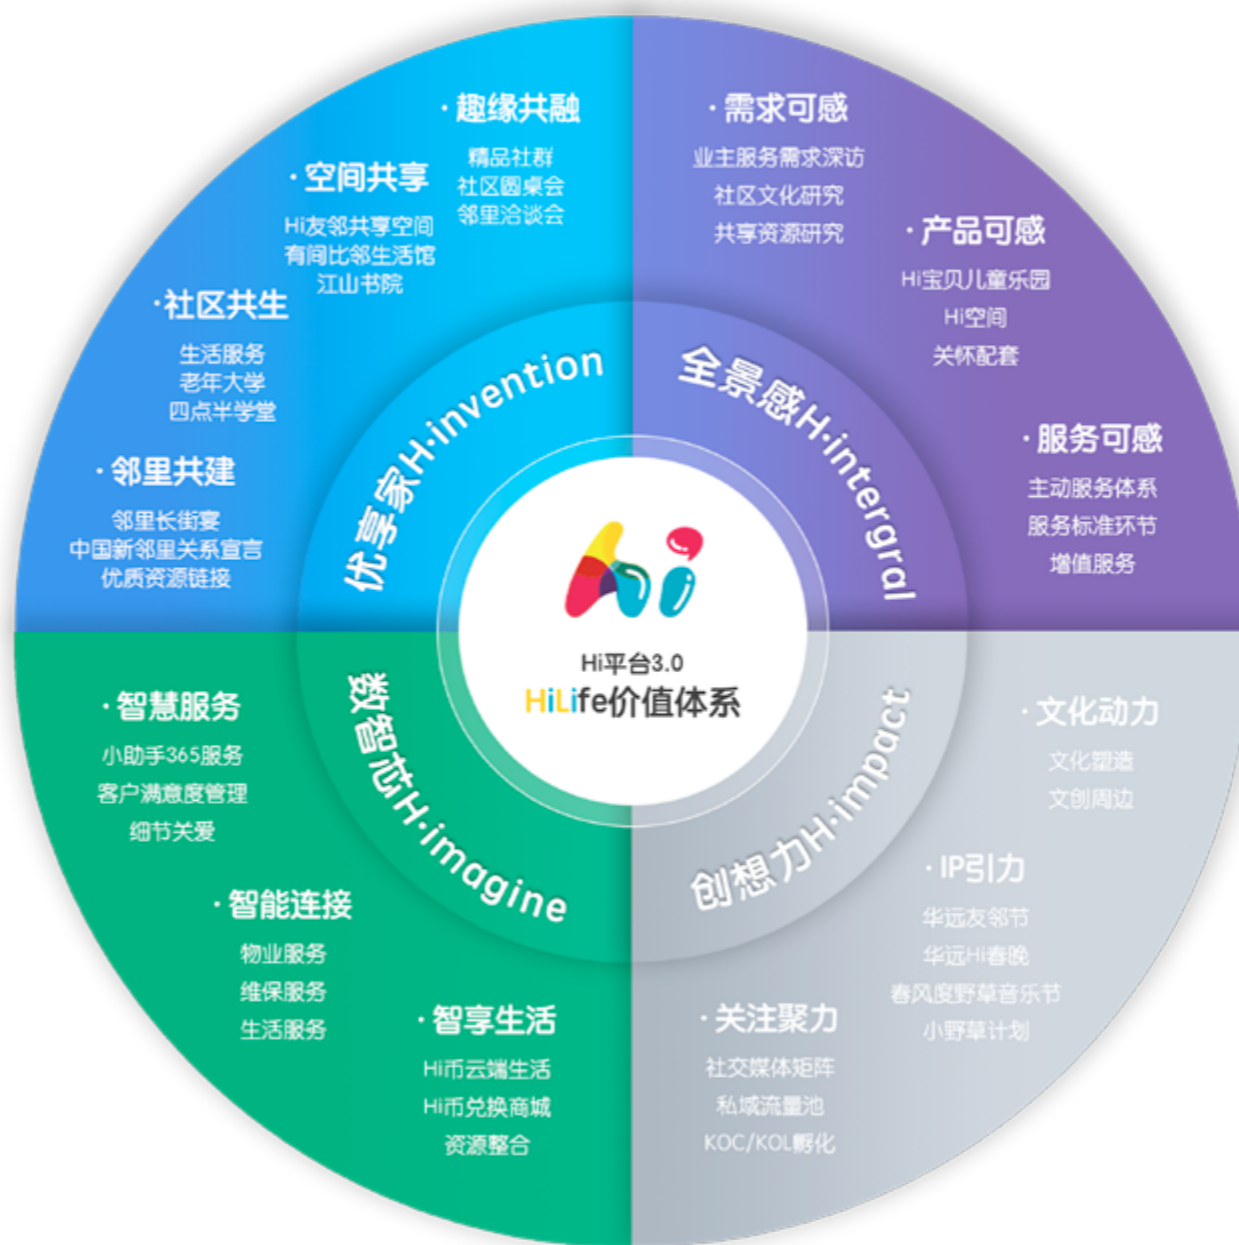 ·趣缘共融
精品社群
社区圆桌会
邻里洽谈会
·空间共享
Hi友邻共享空间
有间比邻生活馆
江山书院
·社区共生
生活服务
老年大学
四点半学堂
·邻里共建
邻里长街宴
中国新邻里关系宣言
优质资源链接
优享家H·invention
·需求可感
业主服务需求深访
社区文化研究
共享资源研究
·产品可感
Hi宝贝儿童乐园
Hi空间
关怀配套
·服务可感
主动服务体系
服务标准环节
增值服务
全景感H·intergral
Hi
Hi平台3.0
HiLife价值体系
·智慧服务
小助手365服务
客户满意度管理
细节关爱
·智能连接
物业服务
维保服务
生活服务
·智享生活
Hi币云端生活
Hi币兑换商城
资源整合
数智芯H·imagine
·文化动力
文化塑造
文创周边
·IP引力
华远友邻节
华远Hi春晚
春风度野草音乐节
小野草计划
·关注聚力
社交媒体矩阵
私域流量池
KOC/KOL孵化
创想力H·impact